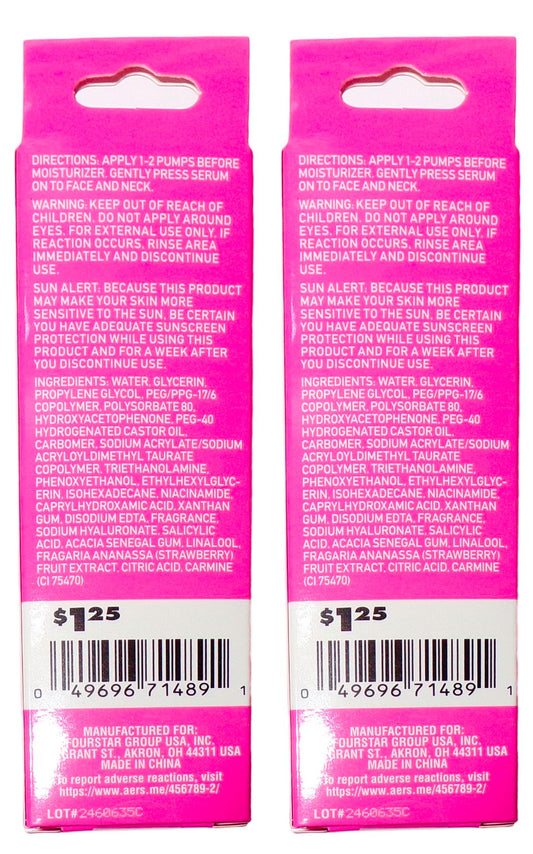 DIRECTIONS: APPLY 1-2 PUMPS BEFORE
MOISTURIZER. GENTLY PRESS SERUM
ON TO FACE AND NECK.
WARNING: KEEP OUT OF REACH OF
CHILDREN. DO NOT APPLY AROUND
EYES. FOR EXTERNAL USE ONLY. IF
REACTION OCCURS, RINSE AREA
IMMEDIATELY AND DISCONTINUE
USE.
SUN ALERT: BECAUSE THIS PRODUCT
MAY MAKE YOUR SKIN MORE
SENSITIVE TO THE SUN. BE CERTAIN
YOU HAVE ADEQUATE SUNSCREEN
PROTECTION WHILE USING THIS
PRODUCT AND FOR A WEEK AFTER
YOU DISCONTINUE USE.
INGREDIENTS: WATER, GLYCERIN,
PROPYLENE GLYCOL, PEG/PPG-17/6
COPOLYMER, POLYSORBATE 80,
HYDROXYACETOPHENONE, PEG-40
HYDROGENATED CASTOR OIL,
CARBOMER, SODIUM ACRYLATE/SODIUM
ACRYLOYLDIMETHYL TAURATE
COPOLYMER, TRIETHANOLAMINE,
PHENOXYETHANOL, ETHYLHEXYLGLYC-
ERIN, ISOHEXADECANE, NIACINAMIDE,
CAPRYLHYDROXAMIC ACID, XANTHAN
GUM, DISODIUM EDTA, FRAGRANCE,
SODIUM HYALURONATE, SALICYLIC
ACID, ACACIA SENEGAL GUM, LINALOOL,
FRAGARIA ANANASSA (STRAWBERRY)
FRUIT EXTRACT, CITRIC ACID, CARMINE
(CI 75470)
$1.25
0 49696 71489 1
MANUFACTURED FOR:
FOURSTAR GROUP USA, INC.
GRANT ST., AKRON, OH 44311 USA
MADE IN CHINA
To report adverse reactions, visit
https://www.aers.me/456789-2/
LOT#2460635C
DIRECTIONS: APPLY 1-2 PUMPS BEFORE
MOISTURIZER. GENTLY PRESS SERUM
ON TO FACE AND NECK.
WARNING: KEEP OUT OF REACH OF
CHILDREN. DO NOT APPLY AROUND
EYES. FOR EXTERNAL USE ONLY. IF
REACTION OCCURS, RINSE AREA
IMMEDIATELY AND DISCONTINUE
USE.
SUN ALERT: BECAUSE THIS PRODUCT
MAY MAKE YOUR SKIN MORE
SENSITIVE TO THE SUN. BE CERTAIN
YOU HAVE ADEQUATE SUNSCREEN
PROTECTION WHILE USING THIS
PRODUCT AND FOR A WEEK AFTER
YOU DISCONTINUE USE.
INGREDIENTS: WATER, GLYCERIN,
PROPYLENE GLYCOL, PEG/PPG-17/6
COPOLYMER, POLYSORBATE 80,
HYDROXYACETOPHENONE, PEG-40
HYDROGENATED CASTOR OIL,
CARBOMER, SODIUM ACRYLATE/SODIUM
ACRYLOYLDIMETHYL TAURATE
COPOLYMER, TRIETHANOLAMINE,
PHENOXYETHANOL, ETHYLHEXYLGLYC-
ERIN, ISOHEXADECANE, NIACINAMIDE,
CAPRYLHYDROXAMIC ACID, XANTHAN
GUM, DISODIUM EDTA, FRAGRANCE,
SODIUM HYALURONATE, SALICYLIC
ACID, ACACIA SENEGAL GUM, LINALOOL,
FRAGARIA ANANASSA (STRAWBERRY)
FRUIT EXTRACT, CITRIC ACID, CARMINE
(CI 75470)
$1.25
0 49696 71489 1
MANUFACTURED FOR:
FOURSTAR GROUP USA, INC.
GRANT ST., AKRON, OH 44311 USA
MADE IN CHINA
To report adverse reactions, visit
https://www.aers.me/456789-2/
LOT#2460635C